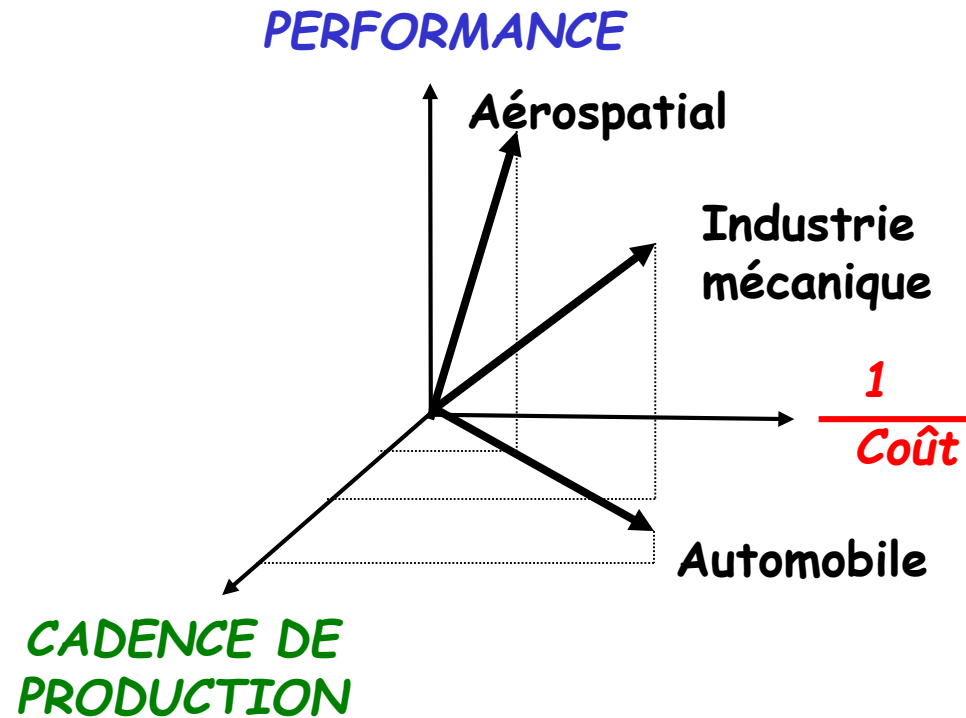 PERFORMANCE
Aérospatial
Industrie
mécanique
1
Coût
Automobile
CADENCE DE
PRODUCTION